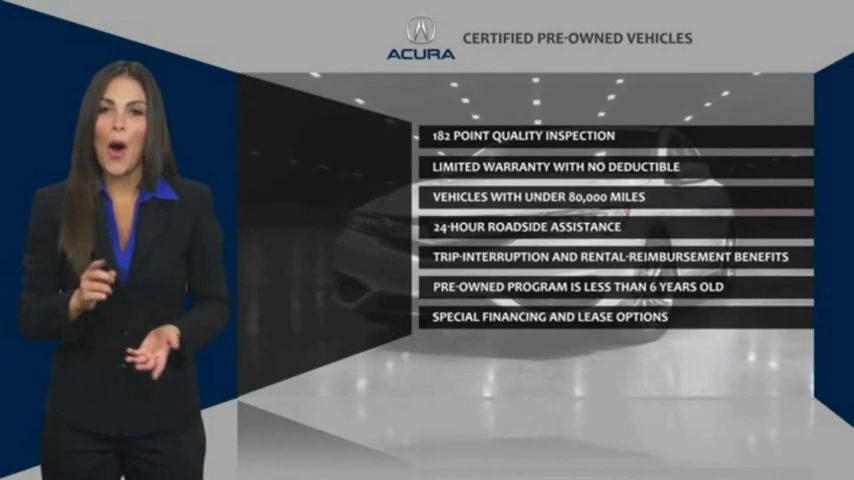 ACURA
CERTIFIED PRE-OWNED VEHICLES
182 POINT QUALITY INSPECTION
LIMITED WARRANTY WITH NO DEDUCTIBLE
VEHICLES WITH UNDER 80,000 MILES
24-HOUR ROADSIDE ASSISTANCE
TRIP-INTERRUPTION AND RENTAL-REIMBURSEMENT BENEFITS
PRE-OWNED PROGRAM IS LESS THAN 6 YEARS OLD
SPECIAL FINANCING AND LEASE OPTIONS